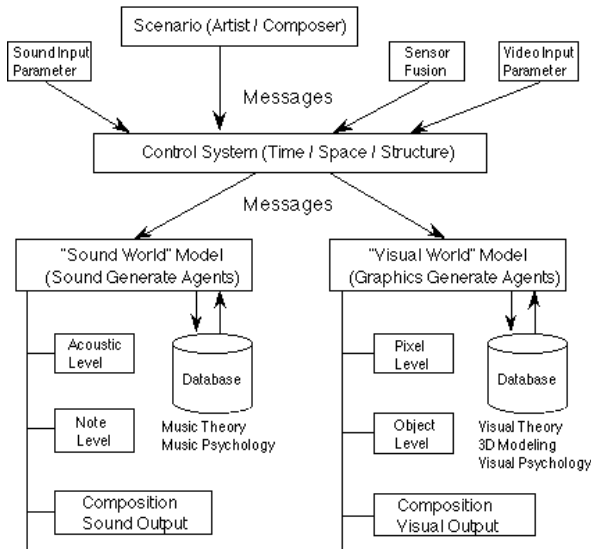 Scenario (Artist / Composer)
Sound Input
Parameter
Sensor
Fusion
Video Input
Parameter
Messages
Control System (Time / Space / Structure)
Messages
"Sound World" Model
(Sound Generate Agents)
"Visual World" Model
(Graphics Generate Agents)
Acoustic
Level
Database
Note
Level
Music Theory
Music Psychology
Composition
Sound Output
Pixel
Level
Database
Object
Level
Visual Theory
3D Modeling
Visual Psychology
Composition
Visual Output